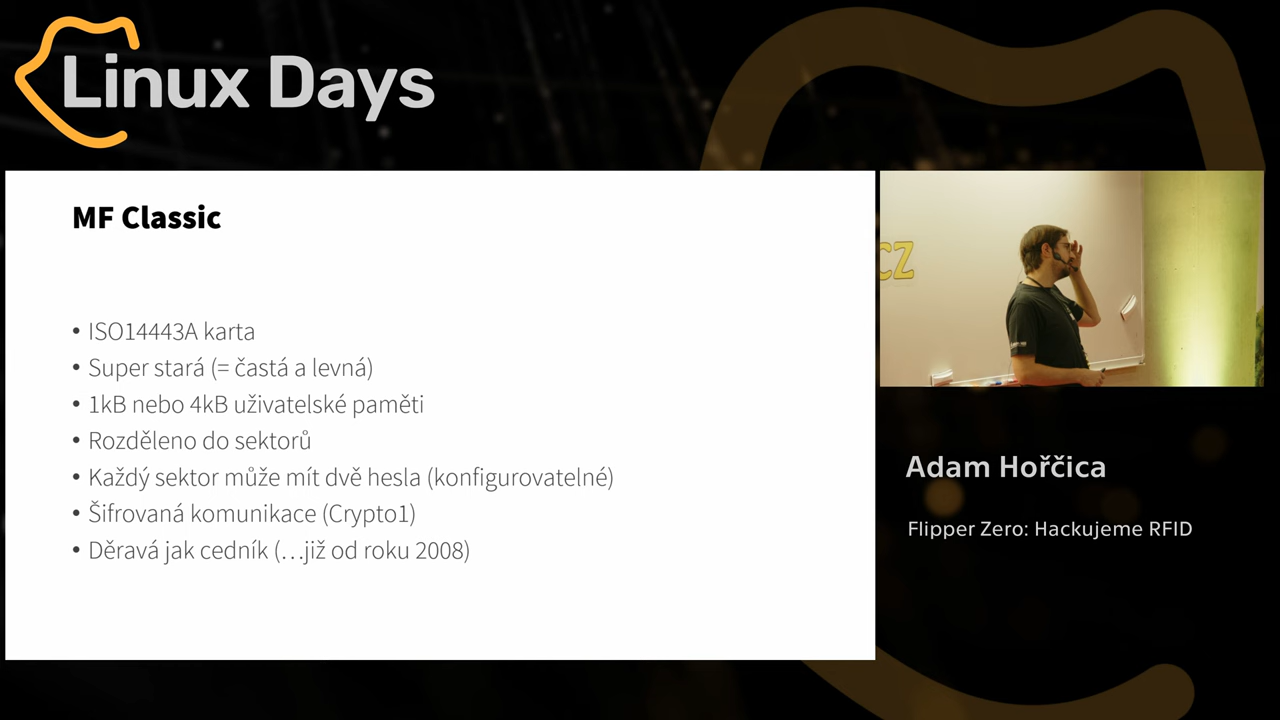 Linux Days
MF Classic
• ISO14443A karta
• Super stará (= častá a levná)
• 1kB nebo 4kB uživatelské paměti
• Rozděleno do sektorů
• Každý sektor může mít dvě hesla (konfigurovatelné)
• Šifrovaná komunikace (Crypto1)
• Děravá jak cedník (…již od roku 2008)
CZ
Adam Hořčica
Flipper Zero: Hackujeme RFID